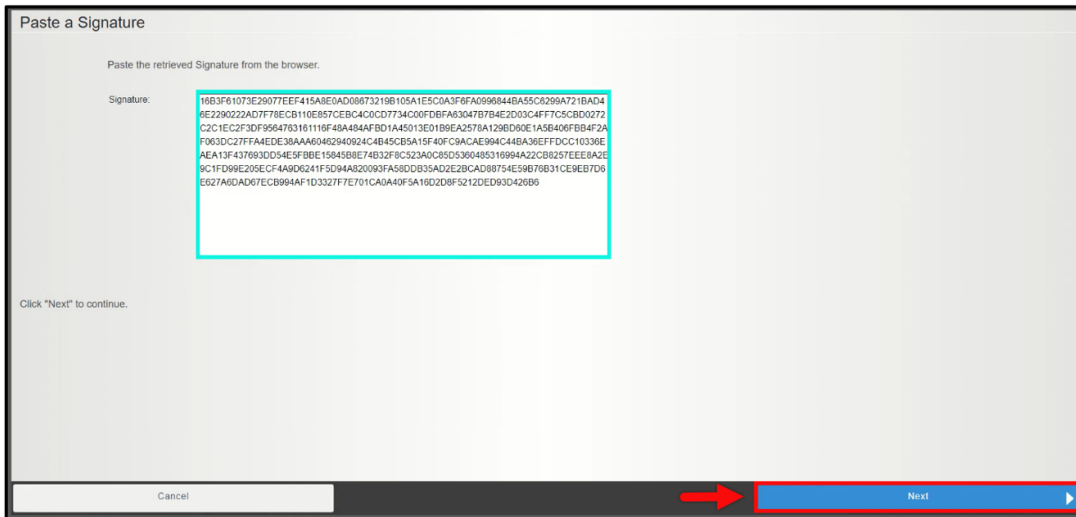 Paste a Signature
Paste the retrieved Signature from the browser.
Signature:
16B3F61073E29077EEF415A8E0AD08673219B105A1E5C0A3F6FA0996844BA55C6299A721BAD4
6E2290222AD7F78ECB110E857CEBC4C0CD7734C00FDBFA63047B7B4E2D03C4FF7C5CBD0272
C2C1EC2F3DF9564763161116F48A484AFBD1A45013E01B9EA2578A129BD60E1A5B406FBB4F2A
F063DC27FFA4EDE38AAA60462940924C4B45CB5A15F40FC9ACAE994C44BA36EFFDCC10336E
AEA13F437693DD54E5FBBE15845B8E74B32F8C523A0C85D5360485316994A22CB8257EEE8A2E
9C1FD99E205ECF4A9D6241F5D94A820093FA58DDB35AD2E2BCAD88754E59B76B31CE9EB7D6
E627A6DAD67ECB994AF1D3327F7E701CA0A40F5A16D2D8F5212DED93D426B6
Click "Next" to continue.
Cancel
Next